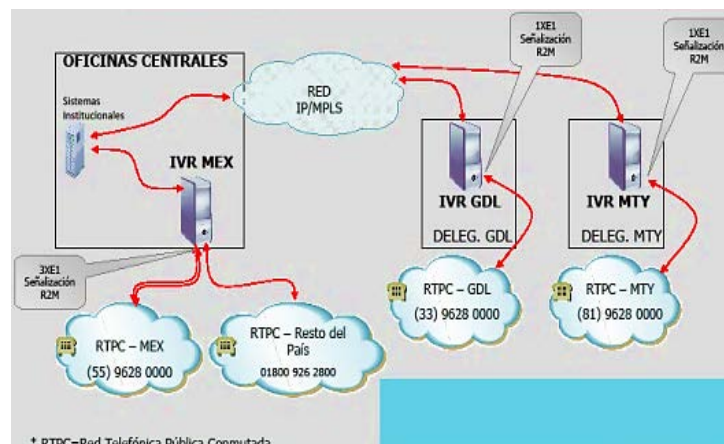 OFICINAS CENTRALES
Sistemas
Institucionales
IVR MEX
3XE1
Señalización
R2M
RED
IP/MPLS
1XE1
Señalización
R2M
1XE1
Señalización
R2M
IVR GDL
DELEG. GDL
IVR MTY
DELEG. MTY
RTPC – MEX
(55) 9628 0000
RTPC – Resto del
País
01800 926 2800
RTPC – GDL
(33) 9628 0000
RTPC – MTY
(81) 9628 0000
* RTPC=Red Telefónica Pública Conmutada